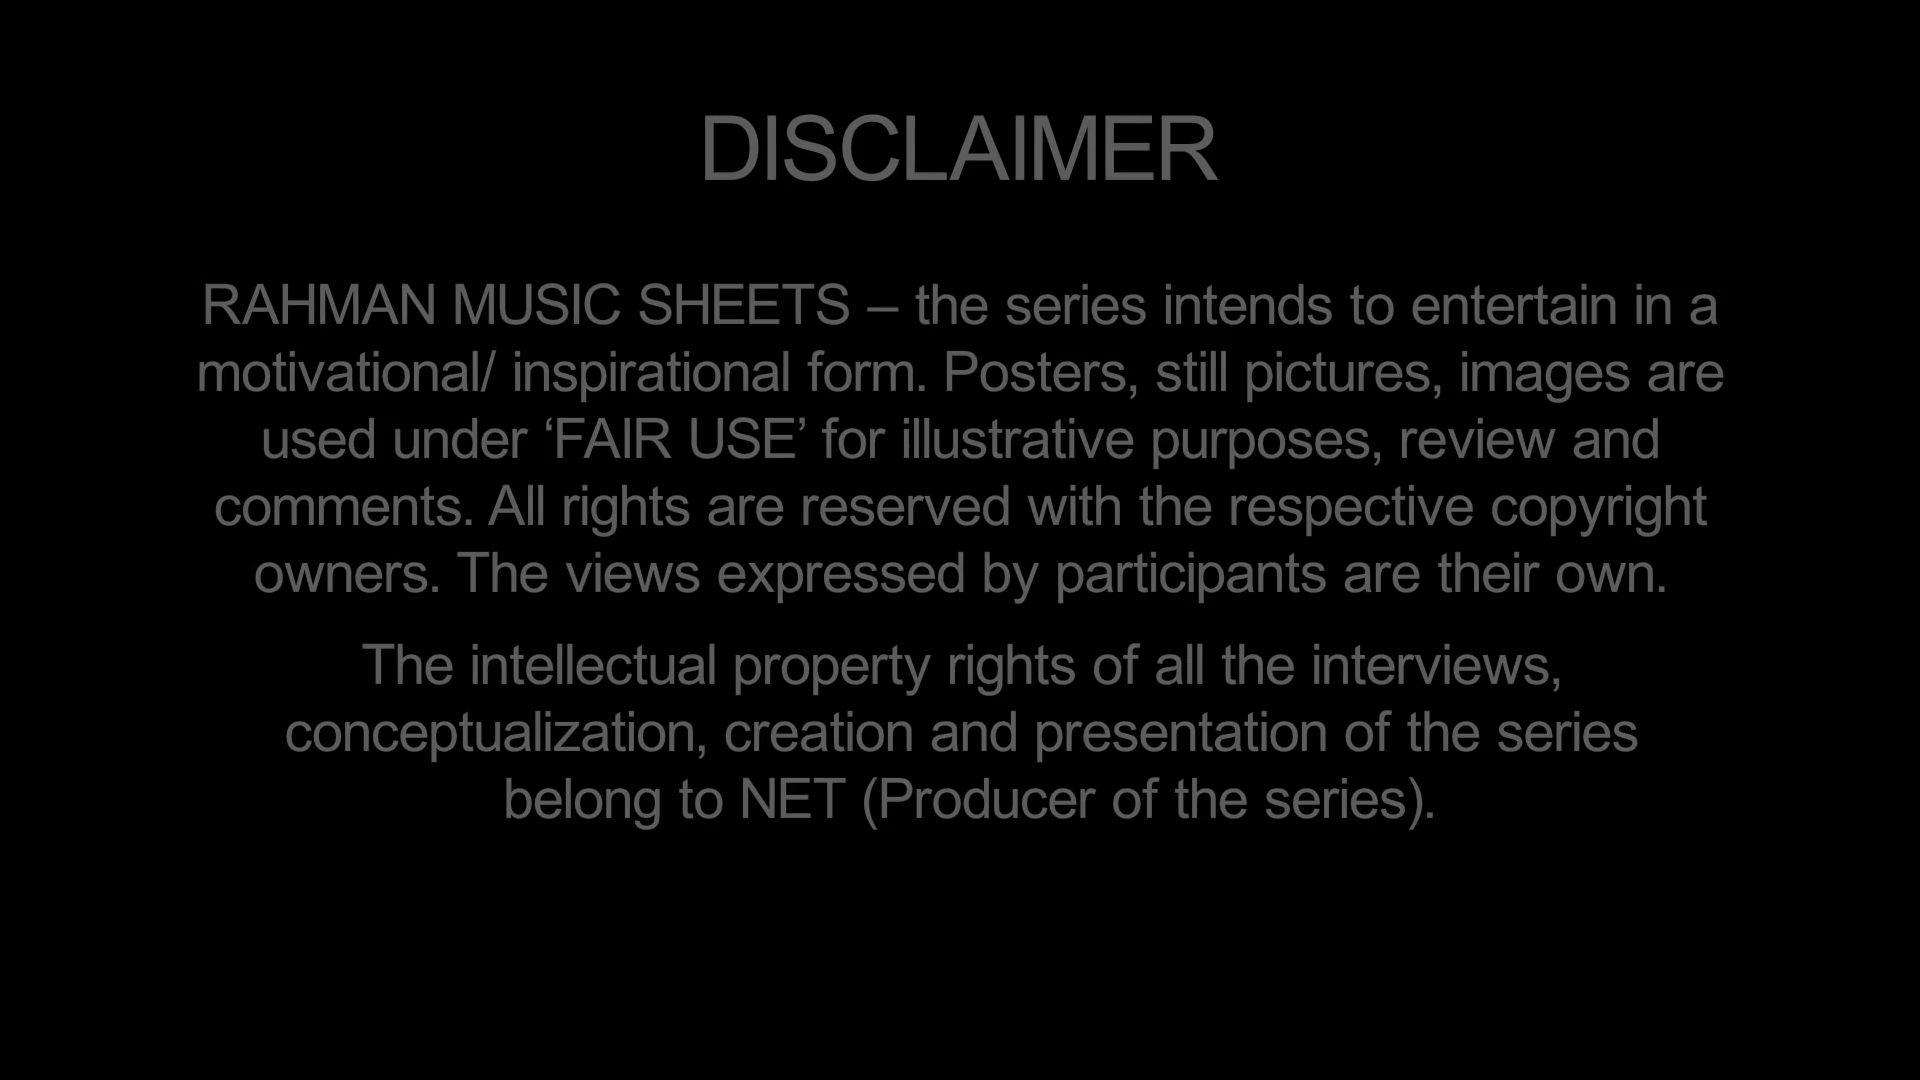 DISCLAIMER
RAHMAN MUSIC SHEETS – the series intends to entertain in a
motivational/ inspirational form. Posters, still pictures, images are
used under ‘FAIR USE’ for illustrative purposes, review and
comments. All rights are reserved with the respective copyright
owners. The views expressed by participants are their own.
The intellectual property rights of all the interviews,
conceptualization, creation and presentation of the series
belong to NET (Producer of the series).